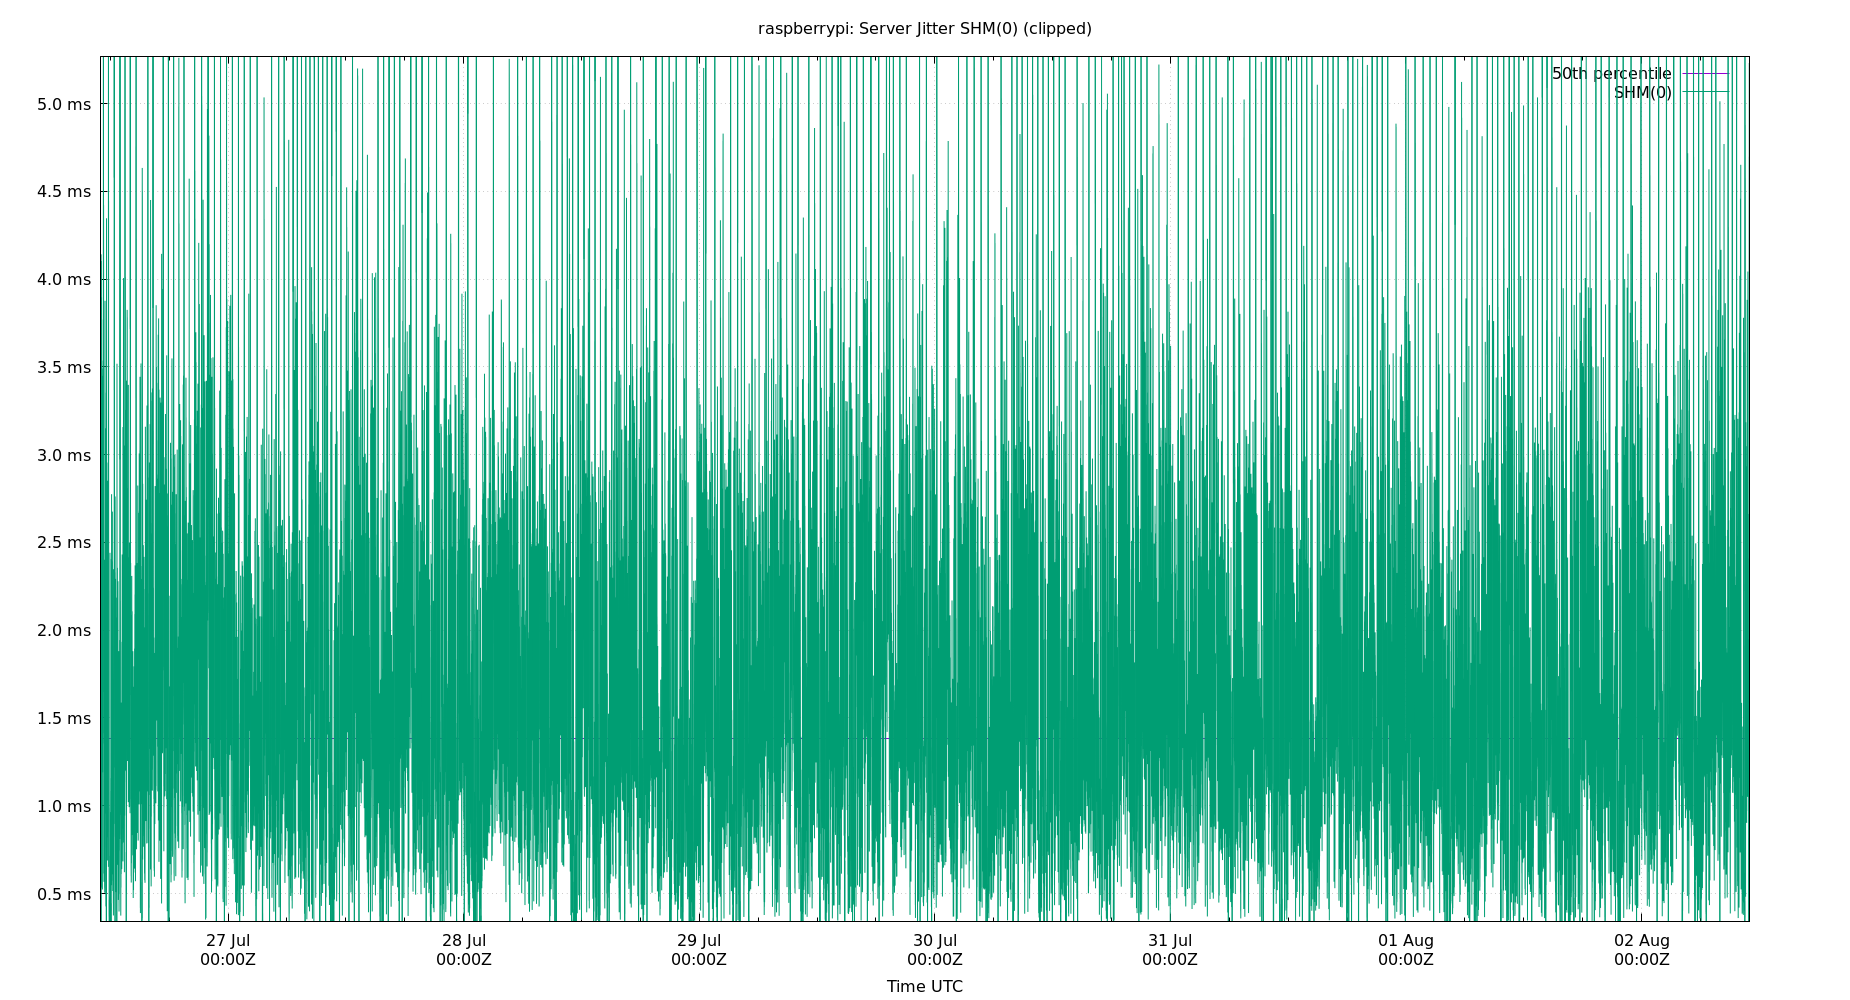 raspberrypi: Server Jitter SHM(0) (clipped)
50th percentile
SHM(0)
5.0 ms
4.5 ms
4.0 ms
3.5 ms
3.0 ms
2.5 ms
2.0 ms
1.5 ms
1.0 ms
0.5 ms
27 Jul 28 Jul 29 Jul 30 Jul 31 Jul 01 Aug 02 Aug
00:00Z 00:00Z 00:00Z 00:00Z 00:00Z 00:00Z 00:00Z
Time UTC